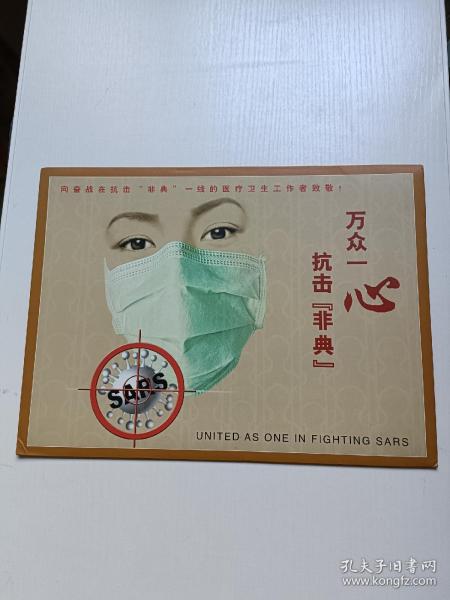 向奋战在抗击“非典”一线的医疗卫生工作者致敬！
万众一心
抗击『非典』
SARS
UNITED AS ONE IN FIGHTING SARS
孔夫子旧书网
www.kongfz.com